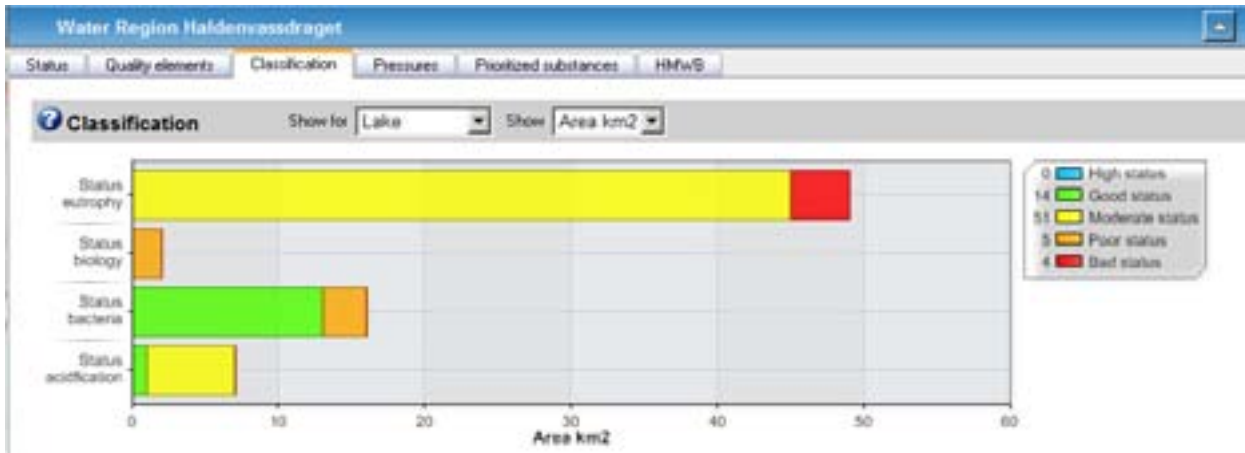 Water Region Haldenvassdraget
Status Quality elements Classification Pressures Prioritized substances HMWB
Classification Show for Lake Show Area km2
Status
eutrophy
Status
biology
Status
bacteria
Status
acidfication
0 10 20 30 40 50 60
Area km2
0 High status
14 Good status
51 Moderate status
5 Poor status
4 Bad status